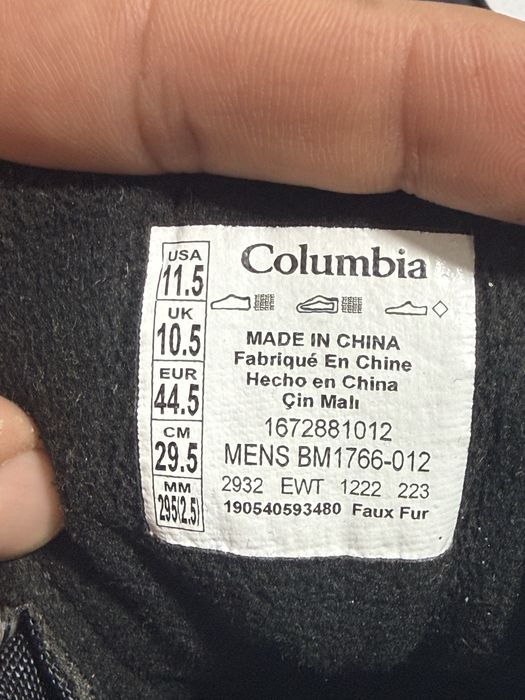 USA
11.5
UK
10.5
EUR
44.5
CM
29.5
MM
295(2.5)
Columbia
MADE IN CHINA
Fabriqué En Chine
Hecho en China
Çin Malı
1672881012
MENS BM1766-012
2932 EWT 1222 223
190540593480 Faux Fur